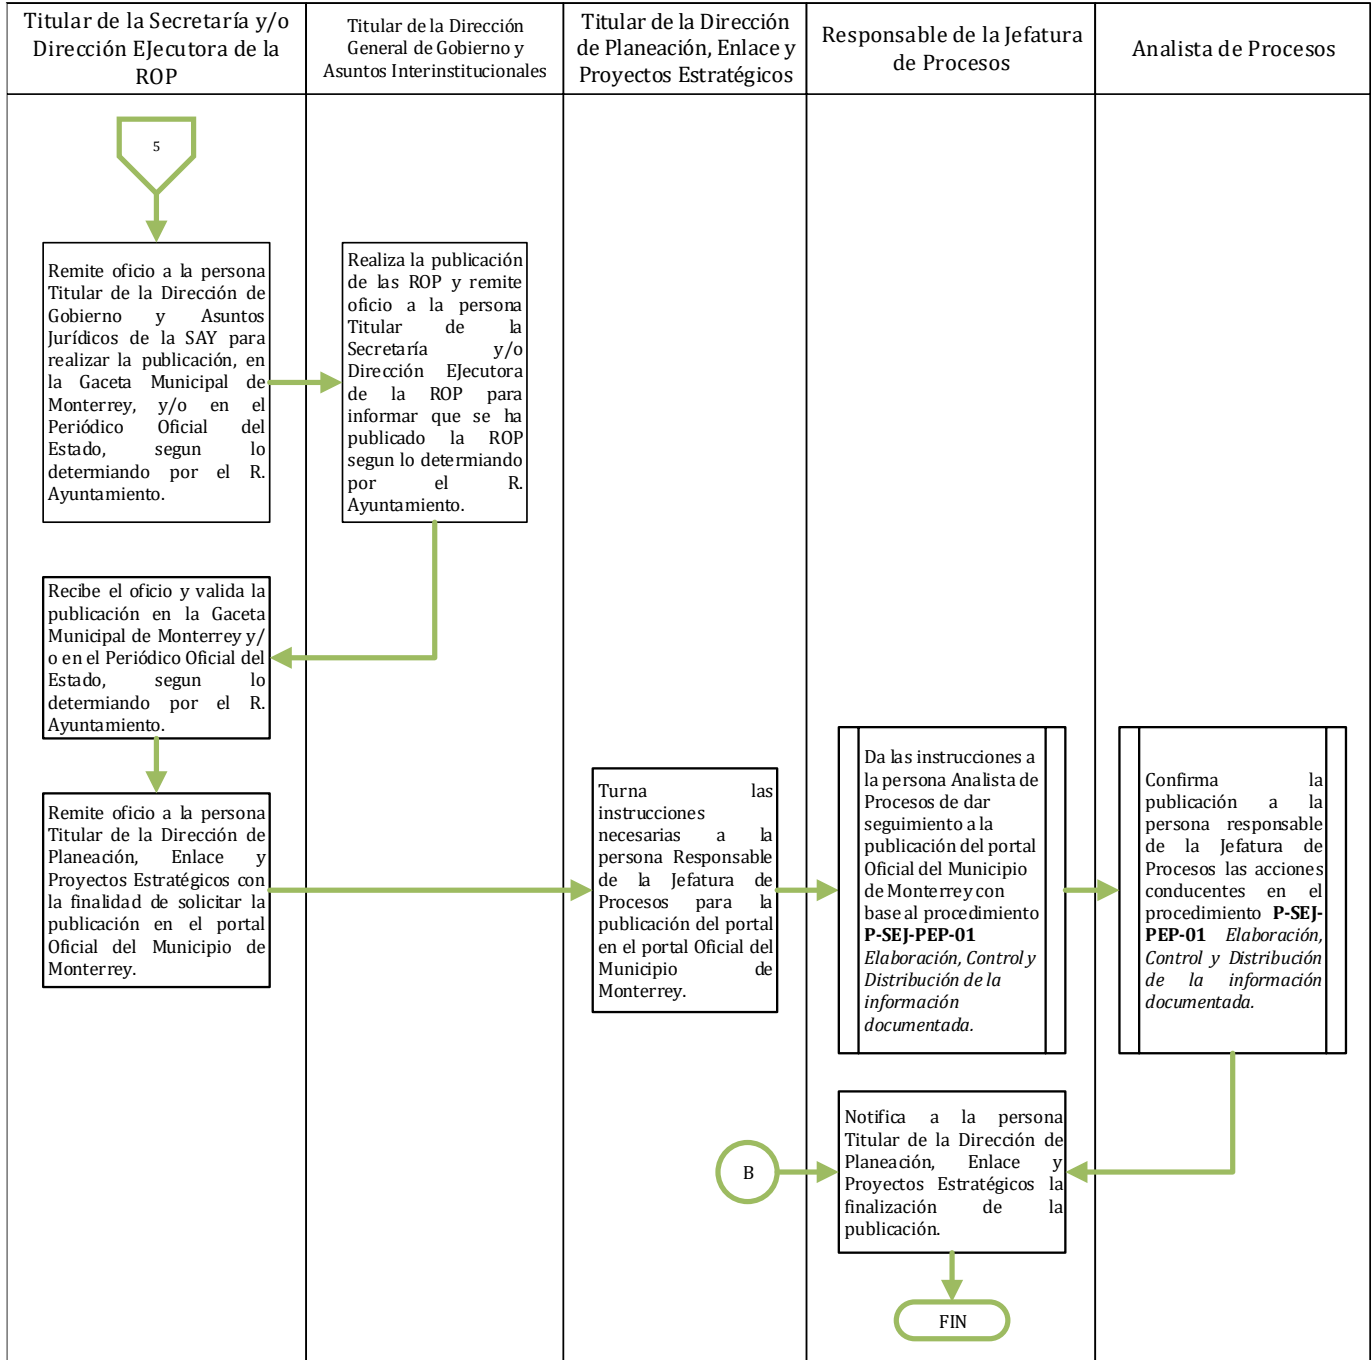 Titular de la Secretaría y/o
Dirección EJecutora de la
ROP
Titular de la Dirección
General de Gobierno y
Asuntos Interinstitucionales
Titular de la Dirección
de Planeación, Enlace y
Proyectos Estratégicos
Responsable de la Jefatura
de Procesos
Analista de Procesos
5
Remite oficio a la persona
Titular de la Dirección de
Gobierno y Asuntos
Jurídicos de la SAY para
realizar la publicación, en
la Gaceta Municipal de
Monterrey, y/o en el
Periódico Oficial del
Estado, segun lo
determiando por el R.
Ayuntamiento.
Realiza la publicación
de las ROP y remite
oficio a la persona
Titular de la
Secretaría y/o
Dirección EJecutora
de la ROP para
informar que se ha
publicado la ROP
segun lo determiando
por el R.
Ayuntamiento.
Recibe el oficio y valida la
publicación en la Gaceta
Municipal de Monterrey y/
o en el Periódico Oficial del
Estado, segun lo
determiando por el R.
Ayuntamiento.
Remite oficio a la persona
Titular de la Dirección de
Planeación, Enlace y
Proyectos Estratégicos con
la finalidad de solicitar la
publicación en el portal
Oficial del Municipio de
Monterrey.
Turna las
instrucciones
necesarias a la
persona Responsable
de la Jefatura de
Procesos para la
publicación del portal
en el portal Oficial del
Municipio de
Monterrey.
Da las instrucciones a
la persona Analista de
Procesos de dar
seguimiento a la
publicación del portal
Oficial del Municipio
de Monterrey con
base al procedimiento
P-SEJ-PEP-01
Elaboración, Control y
Distribución de la
información
documentada.
Confirma la
publicación a la
persona responsable
de la Jefatura de
Procesos las acciones
conducentes en el
procedimiento P-SEJ-
PEP-01 Elaboración,
Control y Distribución
de la información
documentada.
B
Notifica a la persona
Titular de la Dirección de
Planeación, Enlace y
Proyectos Estratégicos la
finalización de la
publicación.
FIN